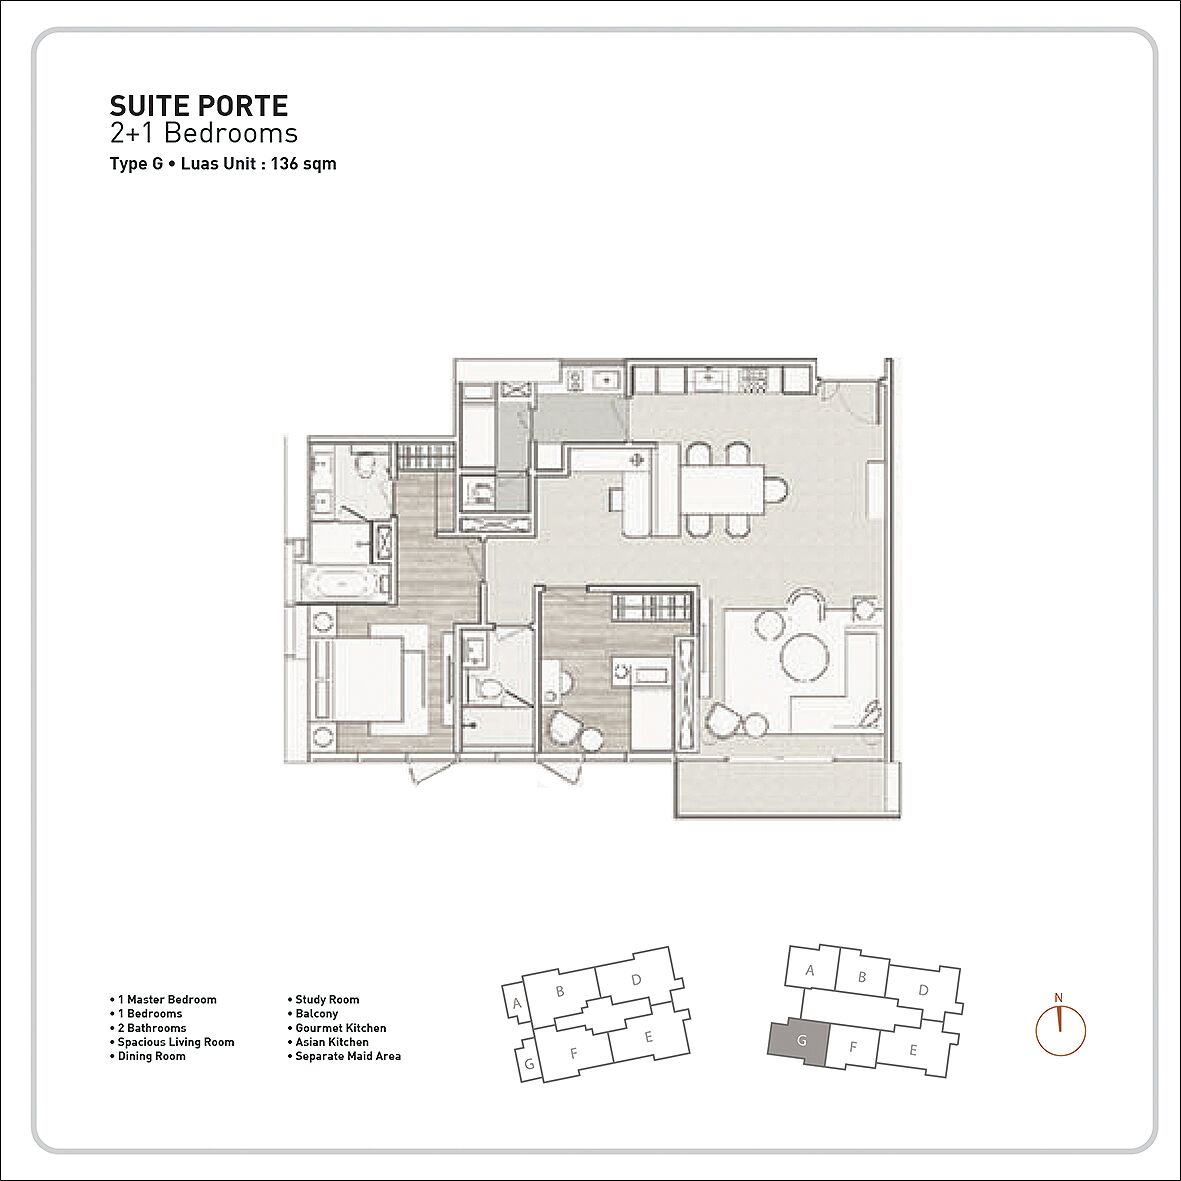 SUITE PORTE
2+1 Bedrooms
Type G • Luas Unit : 136 sqm
• 1 Master Bedroom
• 1 Bedrooms
• 2 Bathrooms
• Spacious Living Room
• Dining Room
• Study Room
• Balcony
• Gourmet Kitchen
• Asian Kitchen
• Separate Maid Area
A
B
D
G
F
E
A
B
D
G
F
E
N